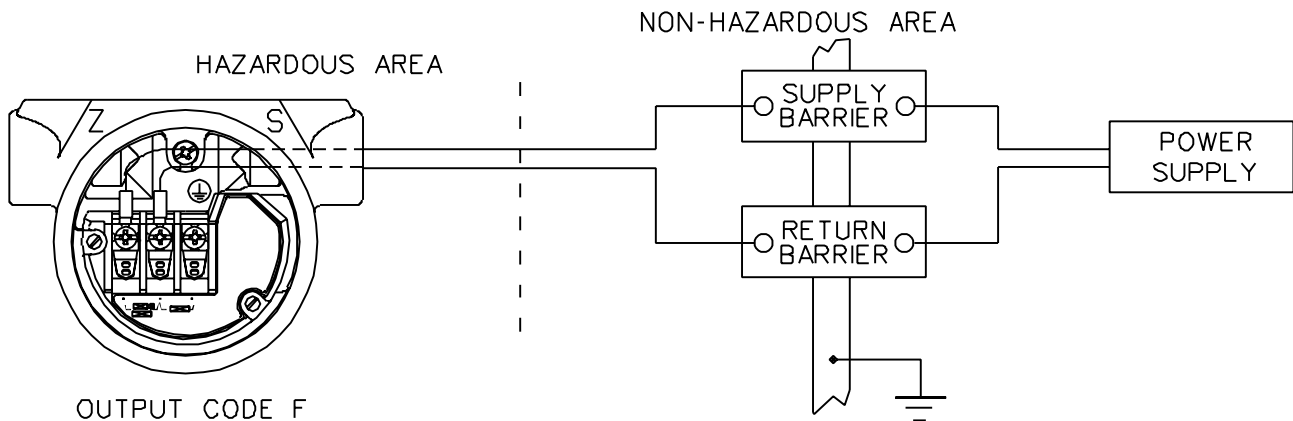 NON-HAZARDOUS AREA
HAZARDOUS AREA
Z S
SUPPLY
BARRIER
POWER
SUPPLY
RETURN
BARRIER
OUTPUT CODE F